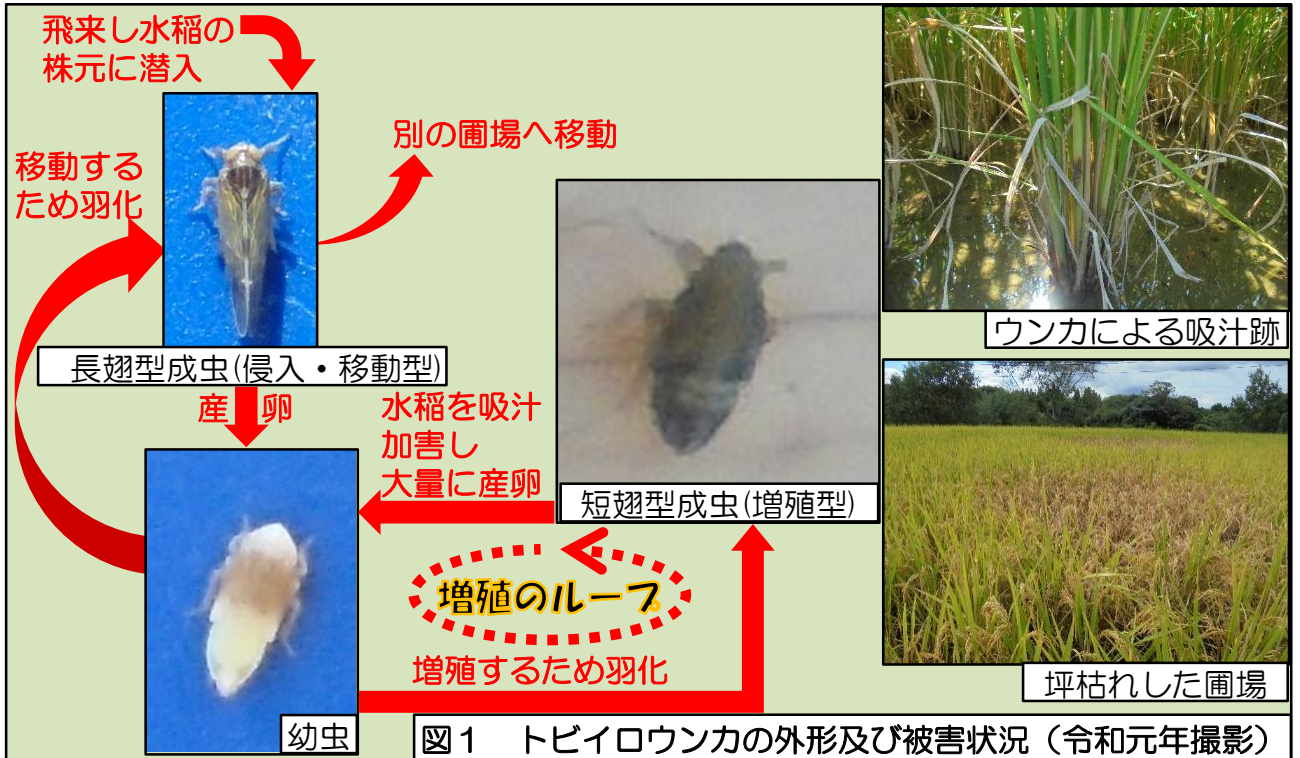 飛来し水稲の
株元に潜入
移動する
ため羽化
別の圃場へ移動
長翅型成虫(侵入・移動型)
産卵
水稲を吸汁
加害し
大量に産卵
短翅型成虫(増殖型)
増殖のループ
増殖するため羽化
幼虫
ウンカによる吸汁跡
坪枯れした圃場
図１　トビイロウンカの外形及び被害状況（令和元年撮影）